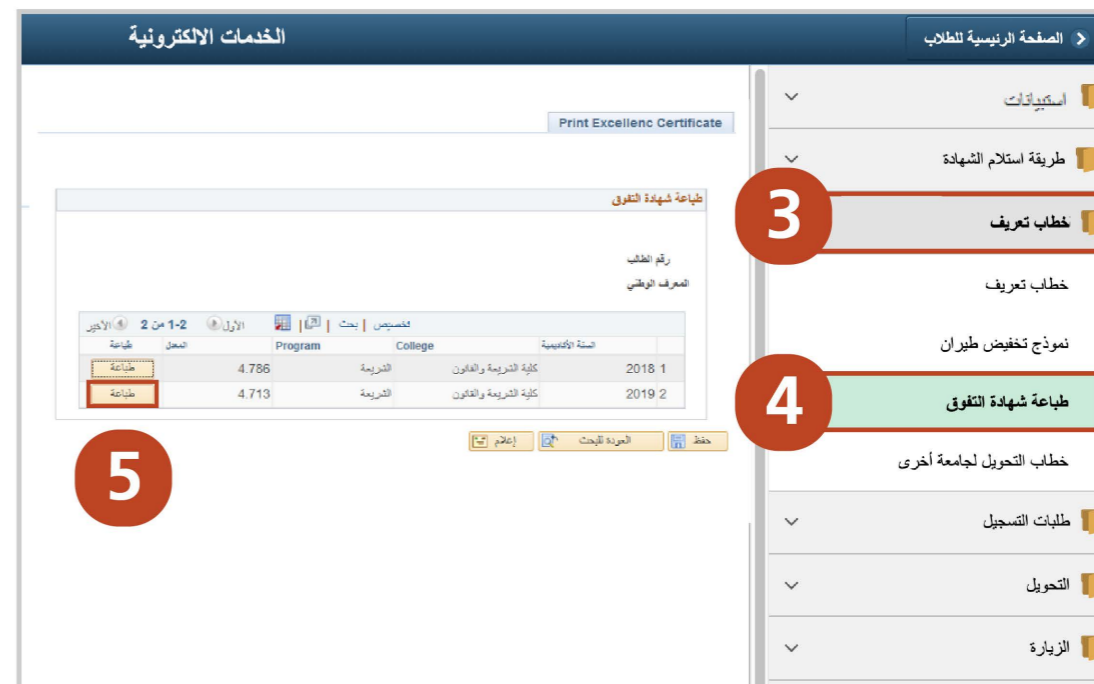 الصفحة الرئيسية للطلاب
الخدمات الالكترونية
استبيانات
طريقة استلام الشهادة
3
خطاب تعريف
خطاب تعريف
نموذج تخفيض طيران
4
طباعة شهادة التفوق
خطاب التحويل لجامعة أخرى
طلبات التسجيل
التحويل
الزيارة
Print Excellenc Certificate
طباعة شهادة التفوق
رقم الطالب
المعرف الوطني
تخصيص | بحث | | الأول 1-2 من 2 الأخير
السنة الأكاديمية College Program المعدل طباعة
1 2018 كلية الشريعة والقانون الشريعة 4.786 طباعة
2 2019 كلية الشريعة والقانون الشريعة 4.713 طباعة
حفظ العودة للبحث إعلام
5